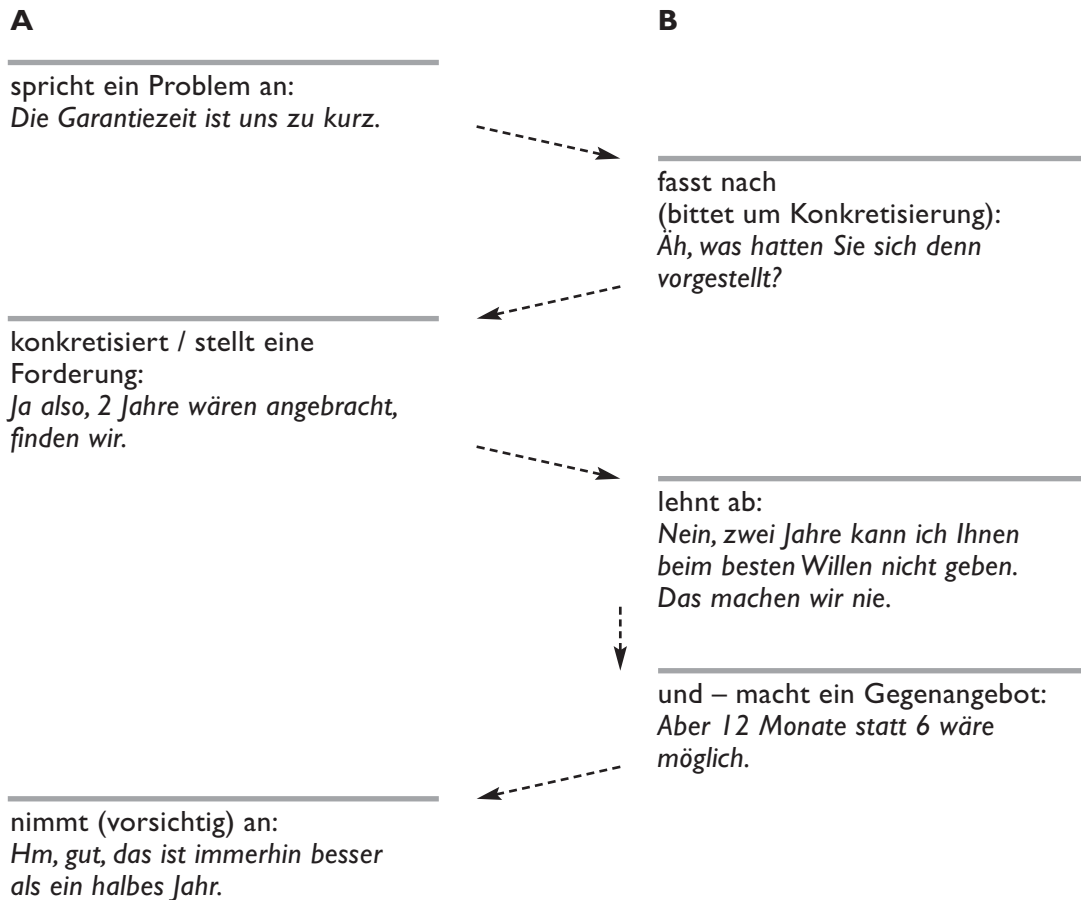 A
B
spricht ein Problem an:
Die Garantiezeit ist uns zu kurz.
fasst nach
(bittet um Konkretisierung):
Äh, was hatten Sie sich denn
vorgestellt?
konkretisiert / stellt eine
Forderung:
Ja also, 2 Jahre wären angebracht,
finden wir.
lehnt ab:
Nein, zwei Jahre kann ich Ihnen
beim besten Willen nicht geben.
Das machen wir nie.
und – macht ein Gegenangebot:
Aber 12 Monate statt 6 wäre
möglich.
nimmt (vorsichtig) an:
Hm, gut, das ist immerhin besser
als ein halbes Jahr.